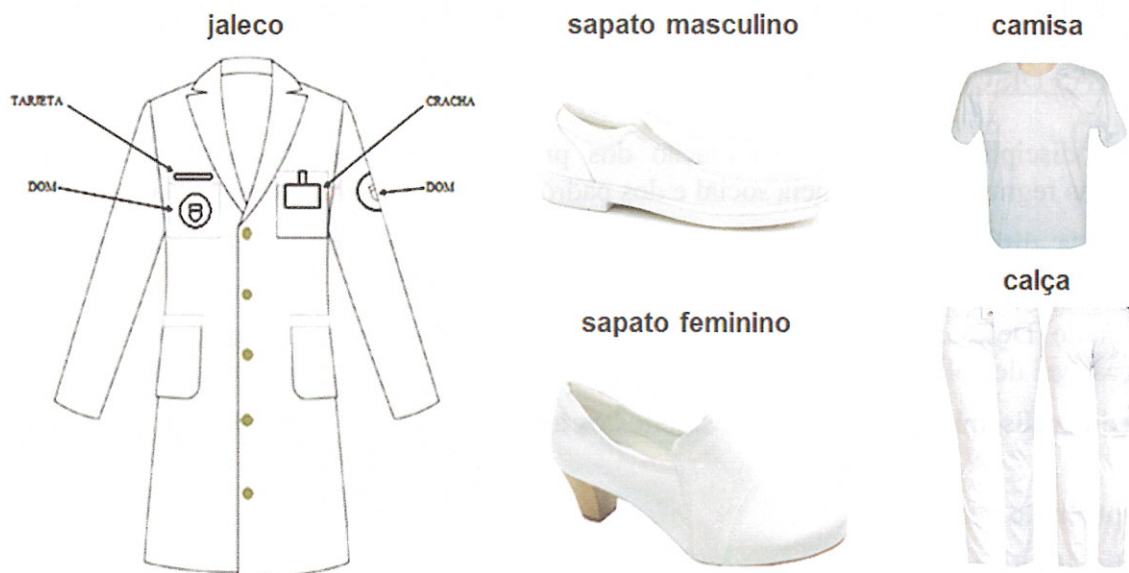 jaleco
sapato masculino
camisa
TARJETA
CRACHA
DOM
DOM
calça
sapato feminino